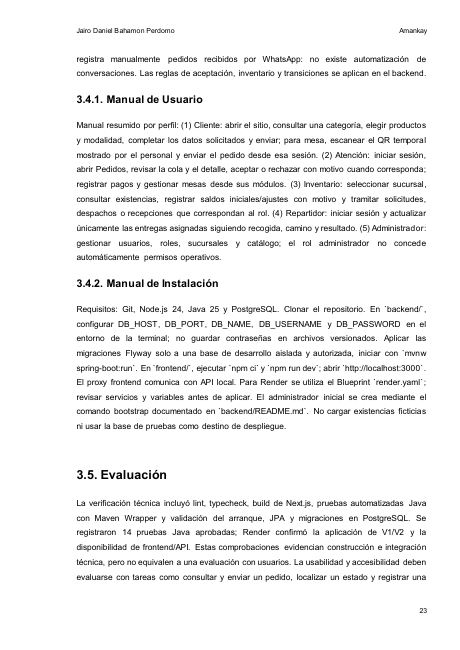 Jairo Daniel Bahamon Perdomo Amankay
registra manualmente pedidos recibidos por WhatsApp: no existe automatización de
conversaciones. Las reglas de aceptación, inventario y transiciones se aplican en el backend.
3.4.1. Manual de Usuario
Manual resumido por perfil: (1) Cliente: abrir el sitio, consultar una categoría, elegir productos
y modalidad, completar los datos solicitados y enviar; para mesa, escanear el QR temporal
mostrado por el personal y enviar el pedido desde esa sesión. (2) Atención: iniciar sesión,
abrir Pedidos, revisar la cola y el detalle, aceptar o rechazar con motivo cuando corresponda;
registrar pagos y gestionar mesas desde sus módulos. (3) Inventario: seleccionar sucursal,
consultar existencias, registrar saldos iniciales/ajustes con motivo y tramitar solicitudes,
despachos o recepciones que correspondan al rol. (4) Repartidor: iniciar sesión y actualizar
únicamente las entregas asignadas siguiendo recogida, camino y resultado. (5) Administrador:
gestionar usuarios, roles, sucursales y catálogo; el rol administrador no concede
automáticamente permisos operativos.
3.4.2. Manual de Instalación
Requisitos: Git, Node.js 24, Java 25 y PostgreSQL. Clonar el repositorio. En `backend/`,
configurar DB_HOST, DB_PORT, DB_NAME, DB_USERNAME y DB_PASSWORD en el
entorno de la terminal; no guardar contraseñas en archivos versionados. Aplicar las
migraciones Flyway solo a una base de desarrollo aislada y autorizada, iniciar con `mvnw
spring-boot:run`. En `frontend/`, ejecutar `npm ci` y `npm run dev`; abrir `http://localhost:3000`.
El proxy frontend comunica con API local. Para Render se utiliza el Blueprint `render.yaml`;
revisar servicios y variables antes de aplicar. El administrador inicial se crea mediante el
comando bootstrap documentado en `backend/README.md`. No cargar existencias ficticias
ni usar la base de pruebas como destino de despliegue.
3.5. Evaluación
La verificación técnica incluyó lint, typecheck, build de Next.js, pruebas automatizadas Java
con Maven Wrapper y validación del arranque, JPA y migraciones en PostgreSQL. Se
registraron 14 pruebas Java aprobadas; Render confirmó la aplicación de V1/V2 y la
disponibilidad de frontend/API. Estas comprobaciones evidencian construcción e integración
técnica, pero no equivalen a una evaluación con usuarios. La usabilidad y accesibilidad deben
evaluarse con tareas como consultar y enviar un pedido, localizar un estado y registrar una
23